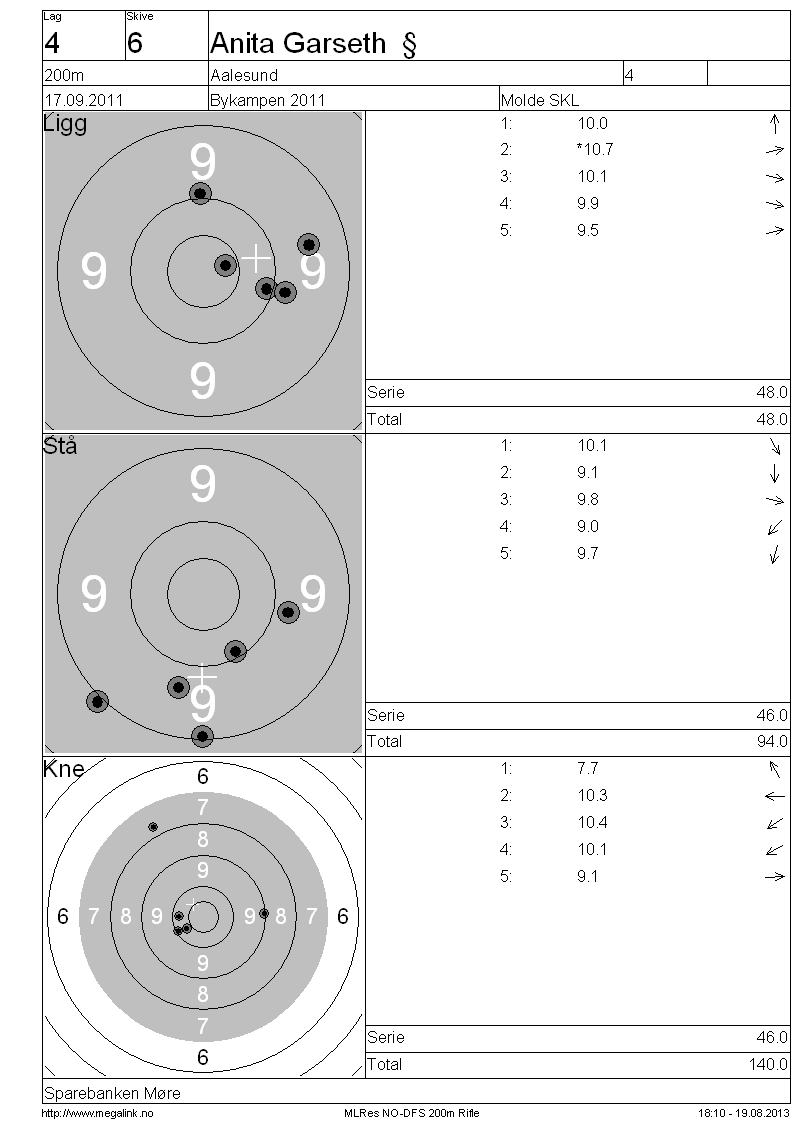 Lag Skive
4 6 Anita Garseth §
200m Aalesund 4
17.09.2011 Bykampen 2011 Molde SKL
Ligg
9
9 9
9
1: 10.0
2: *10.7
3: 10.1
4: 9.9
5: 9.5
Serie 48.0
Total 48.0
Stå
9
9 9
9
1: 10.1
2: 9.1
3: 9.8
4: 9.0
5: 9.7
Serie 46.0
Total 94.0
Kne
6
7
8
9
6 7 8 9 9 8 7 6
9
8
7
6
1: 7.7
2: 10.3
3: 10.4
4: 10.1
5: 9.1
Serie 46.0
Total 140.0
Sparebanken Møre
http://www.megalink.no MLRes NO-DFS 200m Rifle 18:10 - 19.08.2013